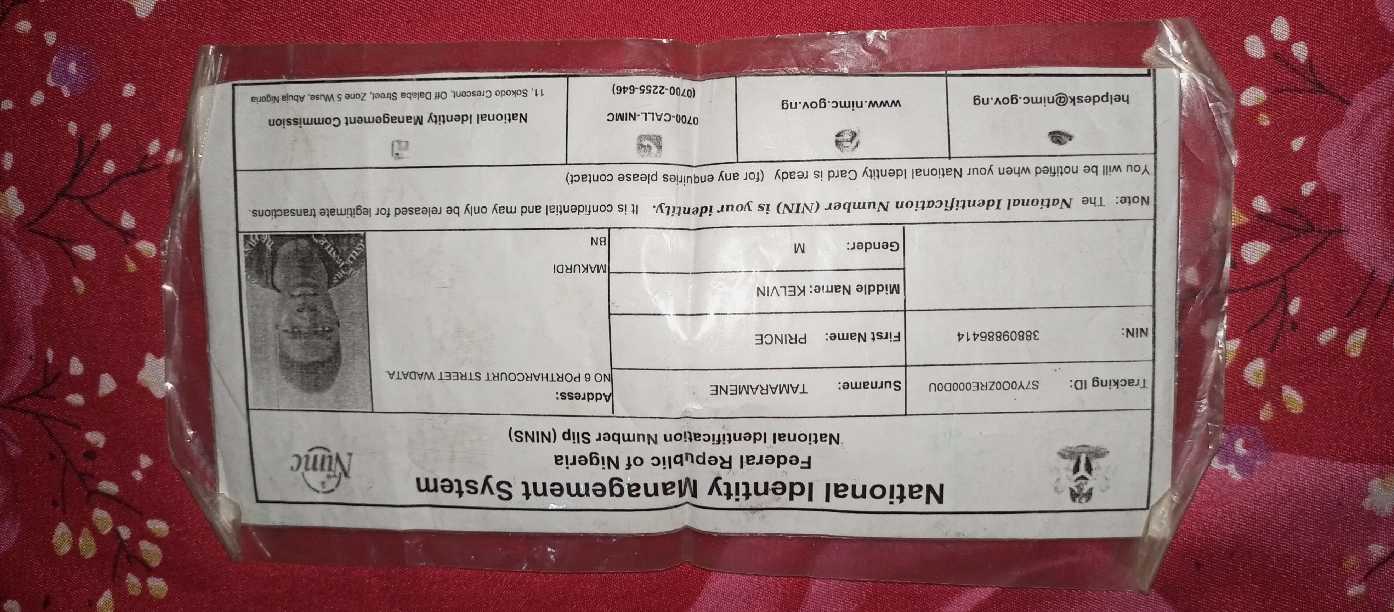 National Identity Management System
Federal Republic of Nigeria
National Identification Number Slip (NINS)
Nimc
Tracking ID: S7Y0O0ZRE000D0U
Surname: TAMARAMENE
Address:
NO 6 PORTHARCOURT STREET WADATA
NIN: 38809886414
First Name: PRINCE
Middle Name: KELVIN
MAKURDI
Gender: M
BN
Note: The National Identification Number (NIN) is your identity. It is confidential and may only be released for legitimate transactions.
You will be notified when your National Identity Card is ready (for any enquiries please contact)
helpdesk@nimc.gov.ng
www.nimc.gov.ng
0700-CALL-NIMC
(0700-2255-646)
National Identity Management Commission
11, Sokode Crescent, Off Dalaba Street, Zone 5 Wuse, Abuja Nigeria